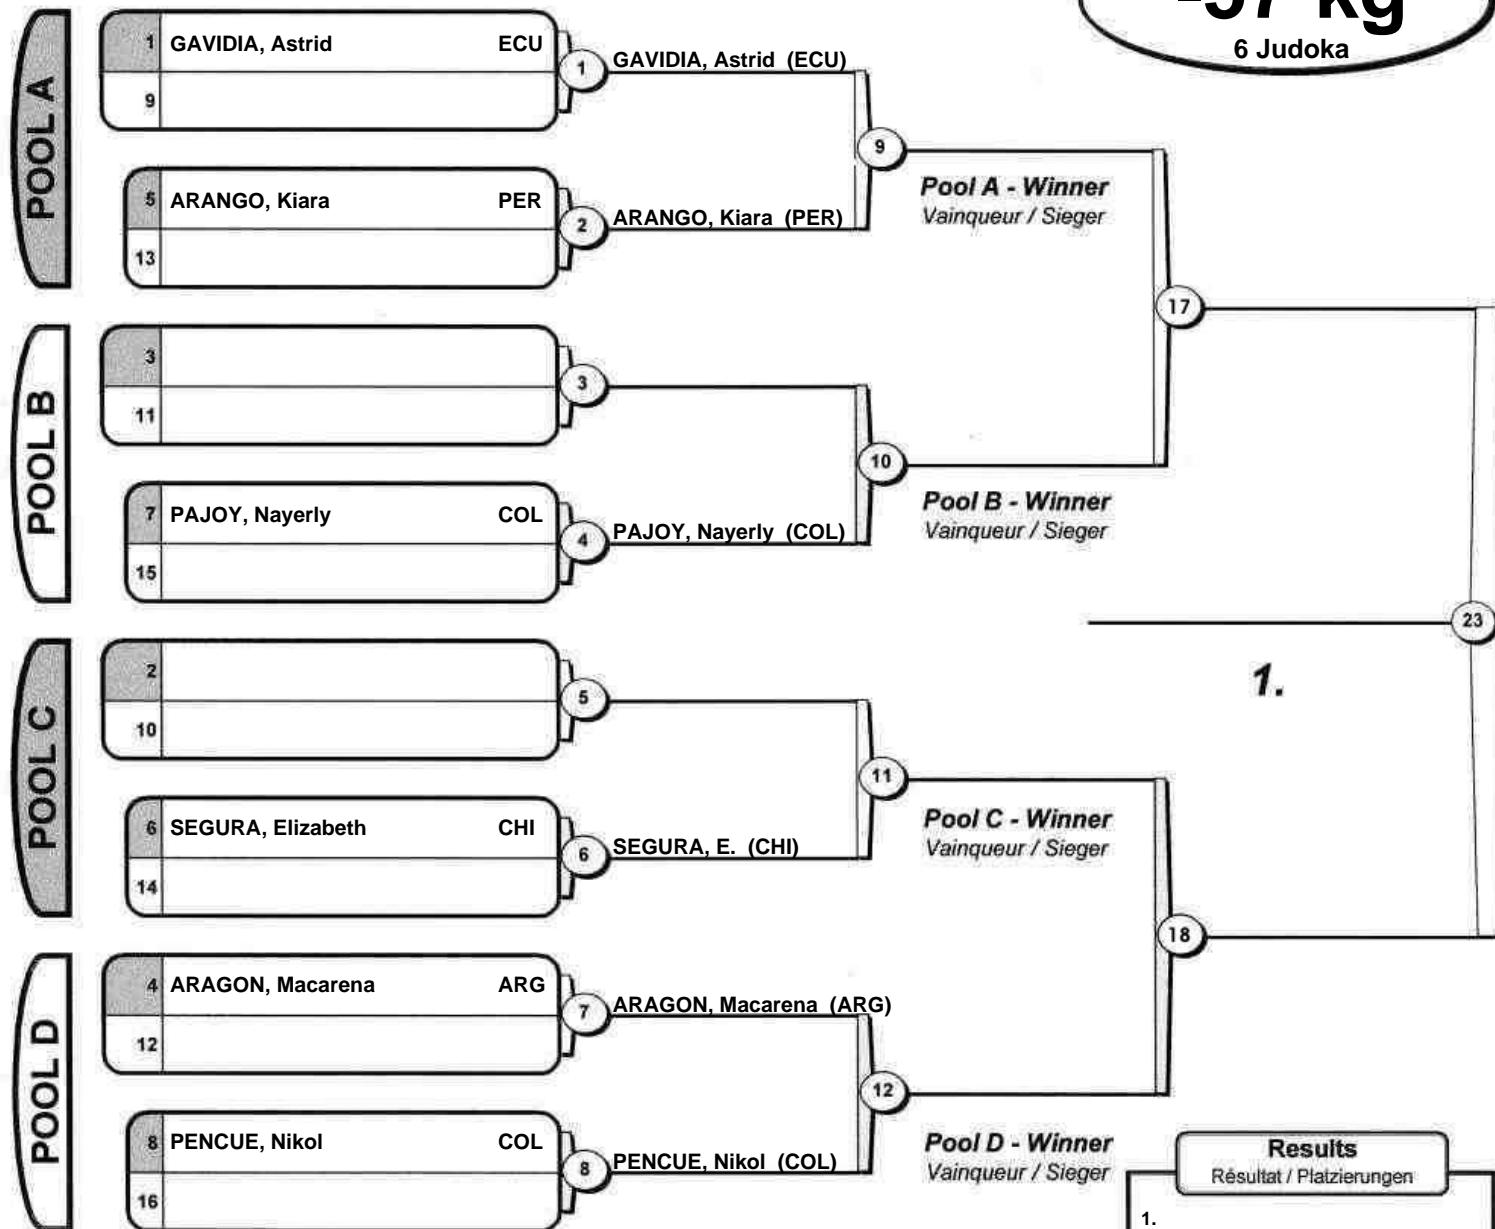 -57 kg
6 Judoka
POOL A
1 GAVIDIA, Astrid ECU
9
1 GAVIDIA, Astrid (ECU)
5 ARANGO, Kiara PER
13
2 ARANGO, Kiara (PER)
9
Pool A - Winner
Vainqueur / Sieger
17
POOL B
3
11
3
7 PAJOY, Nayerly COL
15
4 PAJOY, Nayerly (COL)
10
Pool B - Winner
Vainqueur / Sieger
23
1.
POOL C
2
10
5
6 SEGURA, Elizabeth CHI
14
6 SEGURA, E. (CHI)
11
Pool C - Winner
Vainqueur / Sieger
18
POOL D
4 ARAGON, Macarena ARG
12
7 ARAGON, Macarena (ARG)
8 PENCUE, Nikol COL
16
8 PENCUE, Nikol (COL)
12
Pool D - Winner
Vainqueur / Sieger
Results
Résultat / Platzierungen
1.